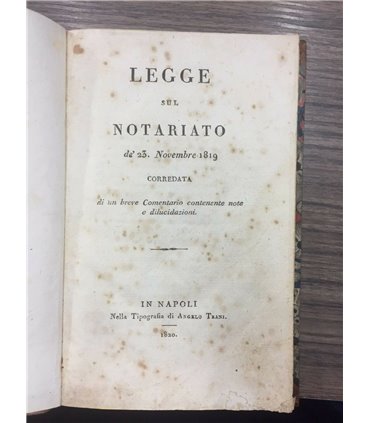 LEGGE
SUL
NOTARIATO
de' 23. Novembre 1819
CORREDATA
di un breve Comentario contenente note
o dilucidazioni.
IN NAPOLI
Nella Tipografia di ANGELO TRANI.
1820.